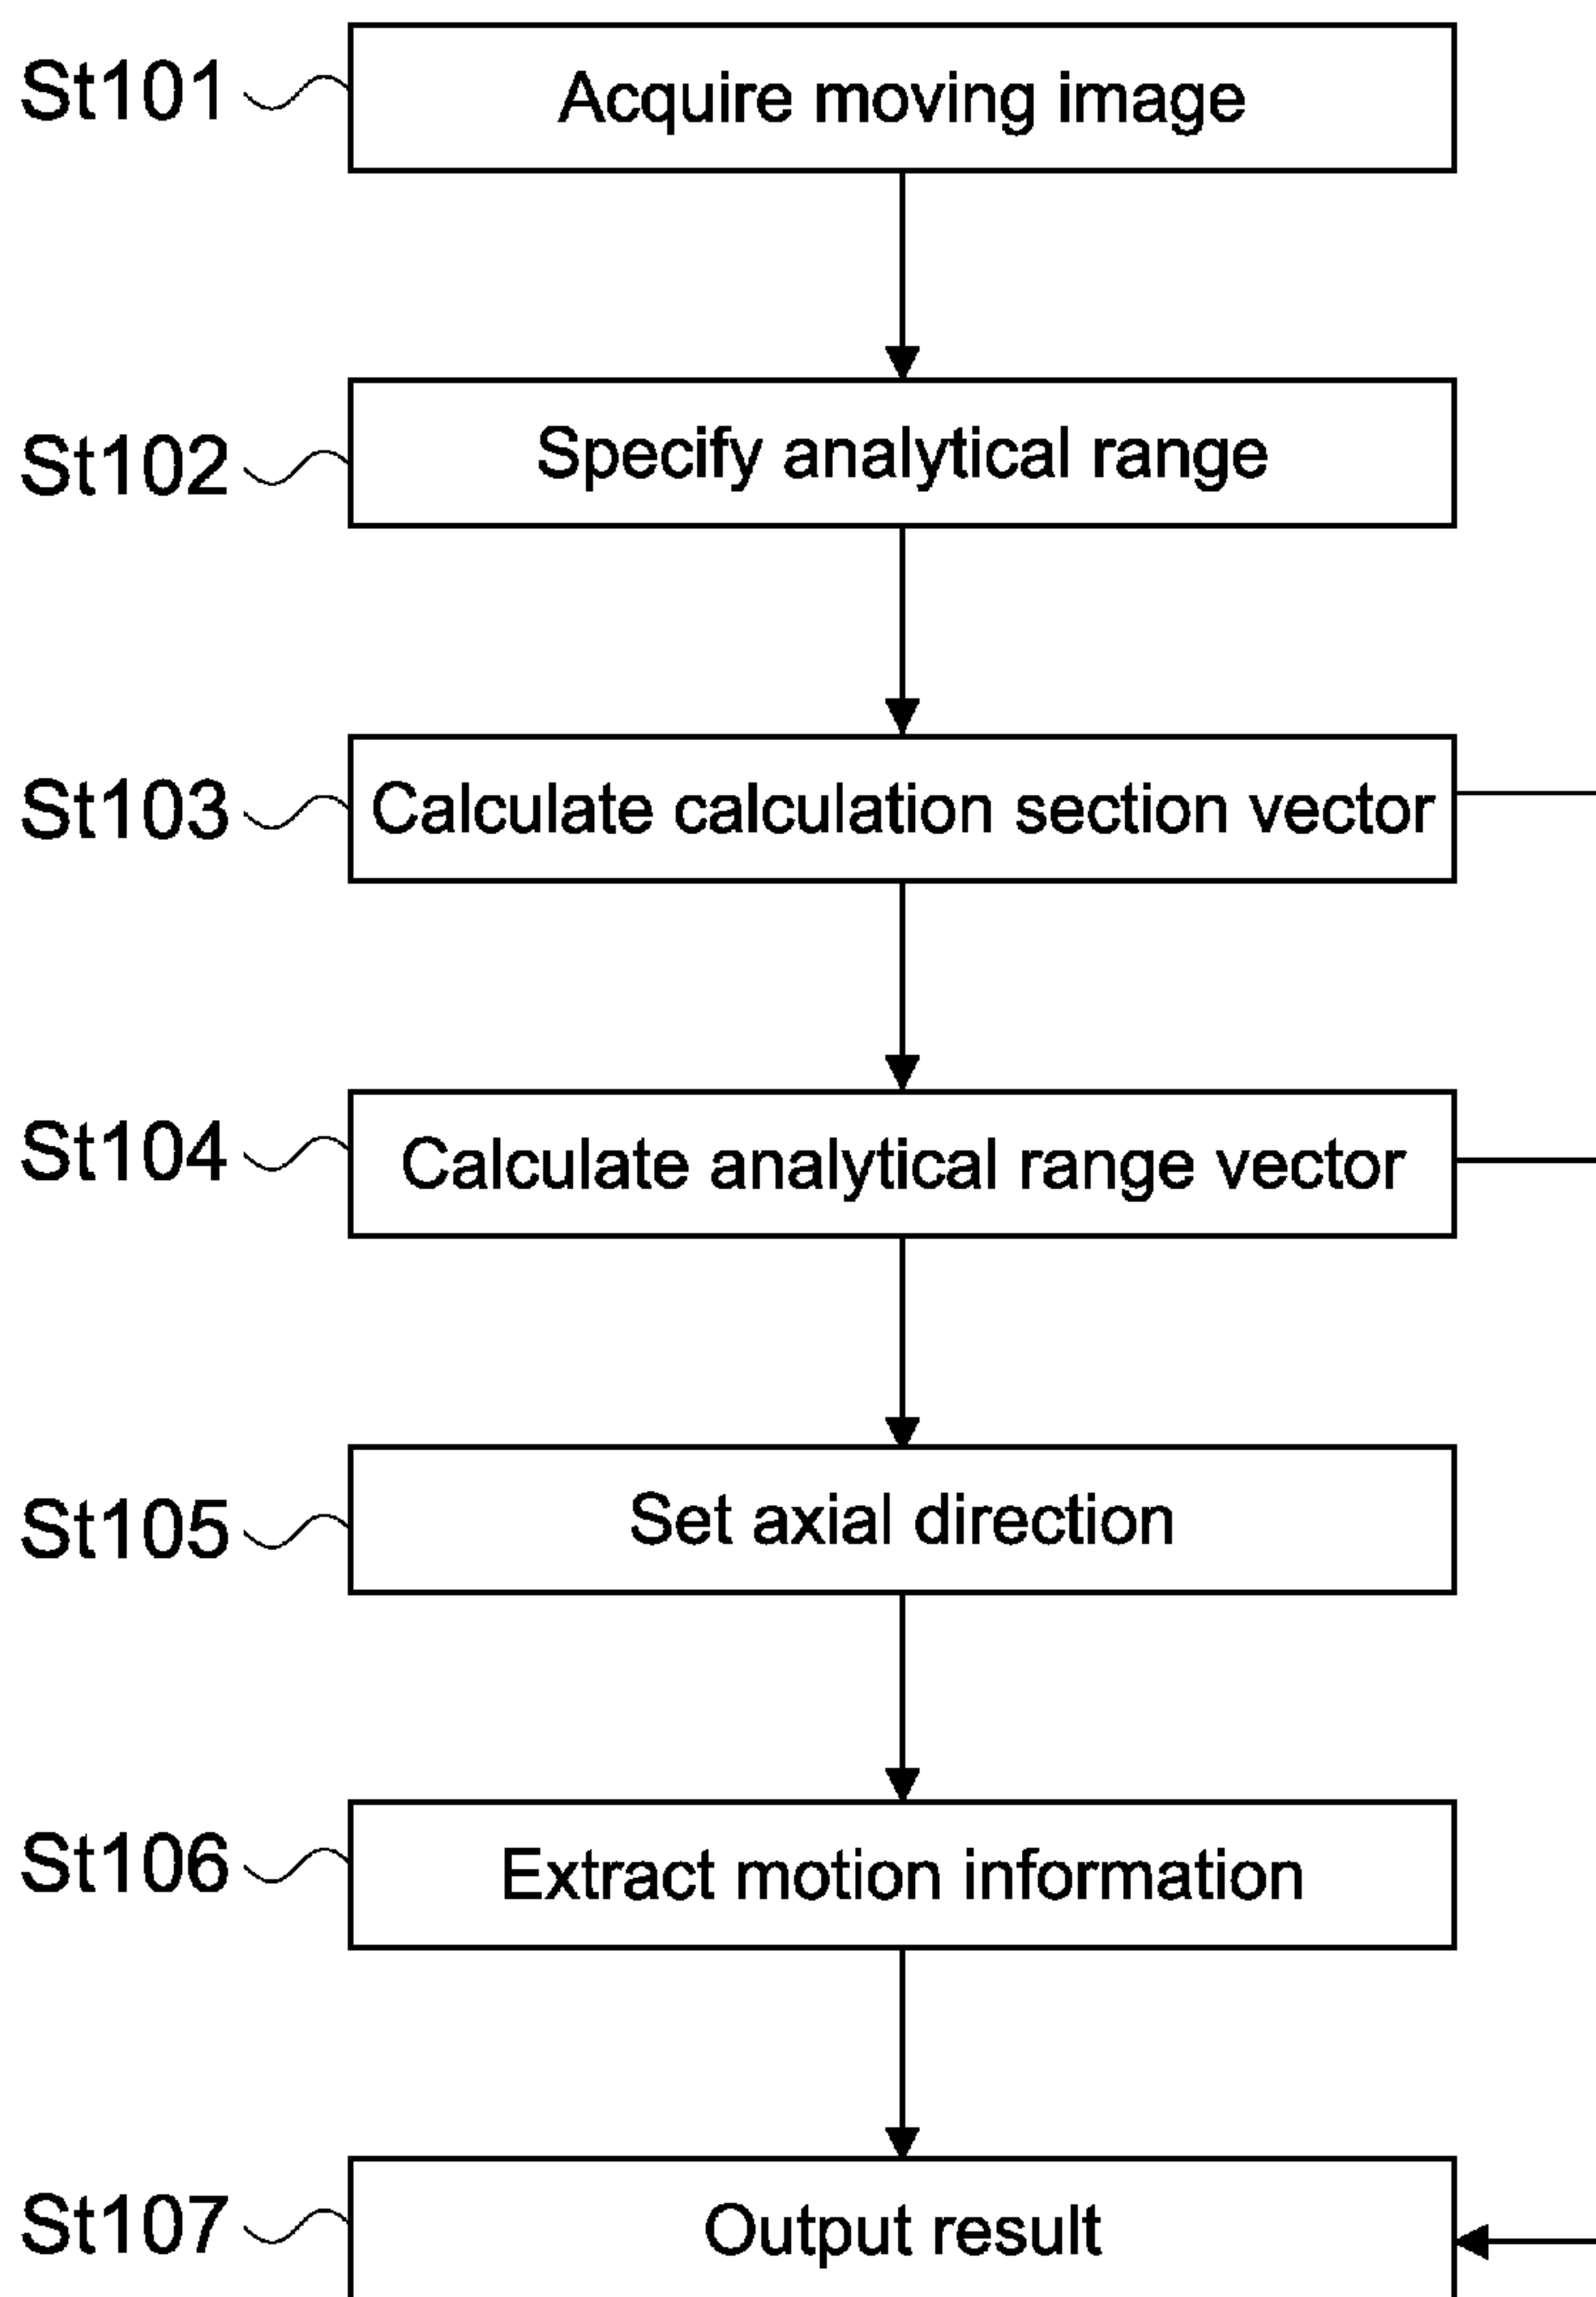 St101
Acquire moving image
St102
Specify analytical range
St103
Calculate calculation section vector
St104
Calculate analytical range vector
St105
Set axial direction
St106
Extract motion information
St107
Output result